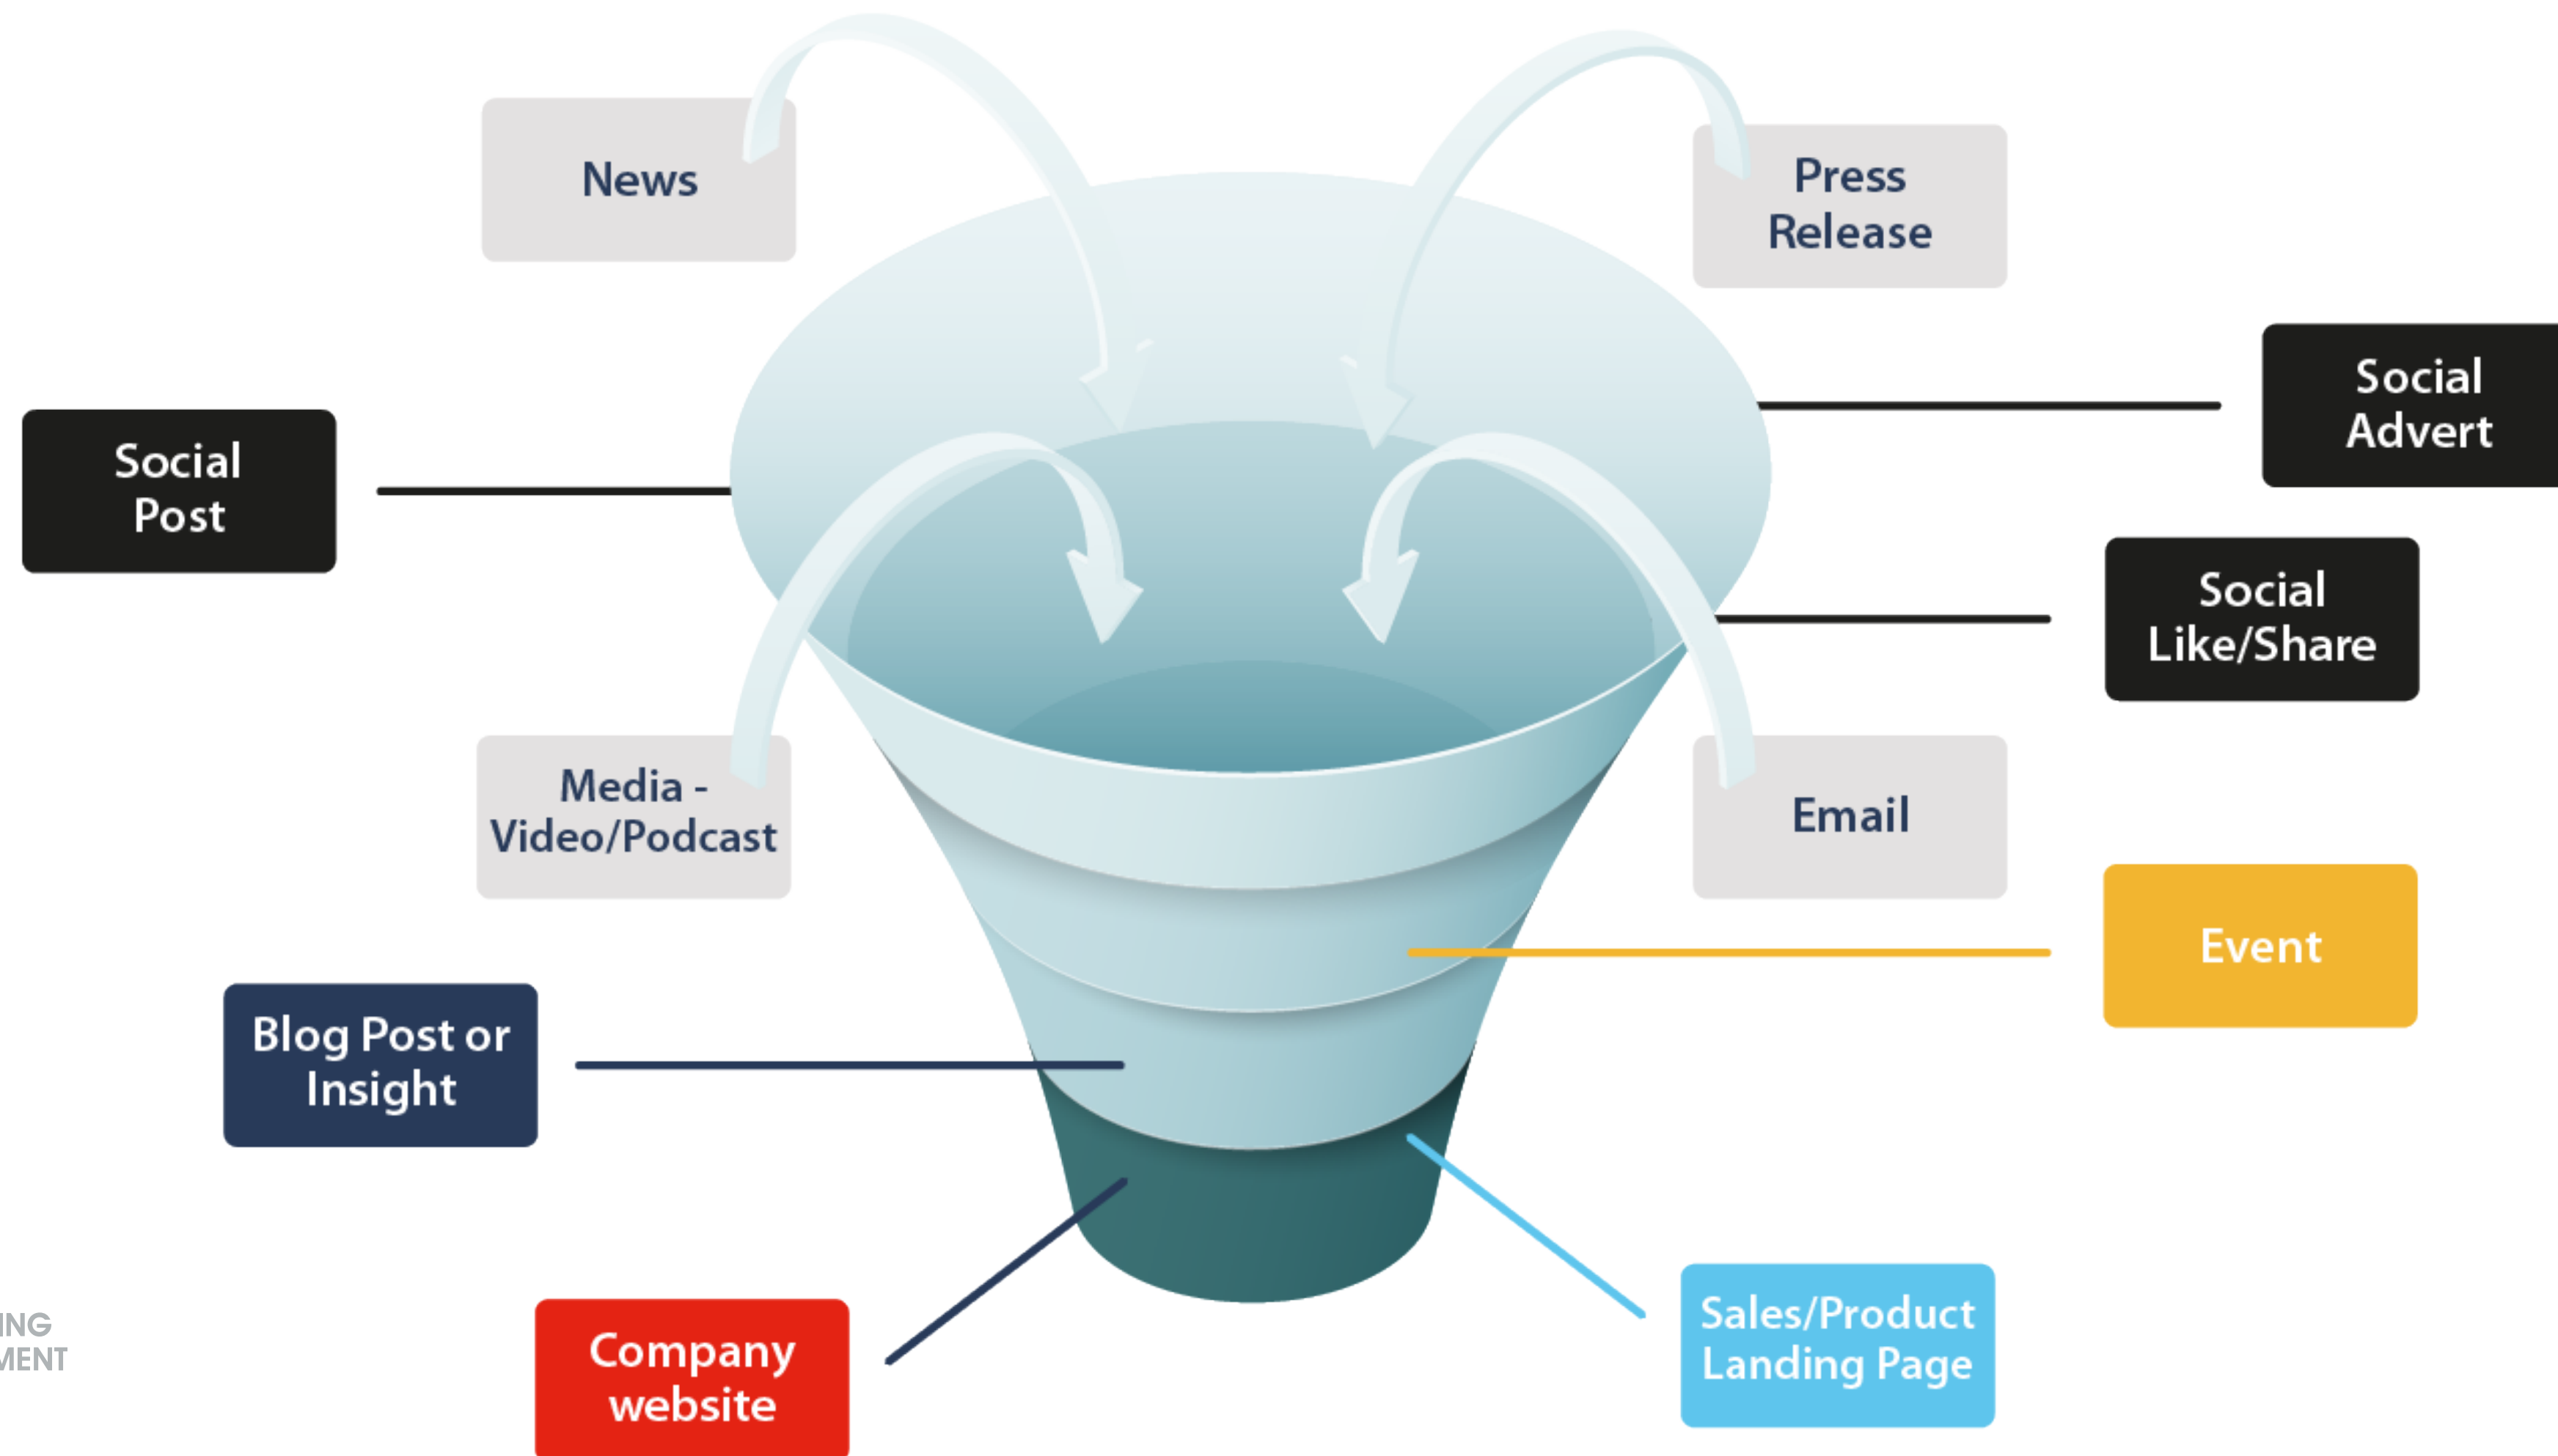 News
Press
Release
Social
Advert
Social
Post
Social
Like/Share
Media -
Video/Podcast
Email
Event
Blog Post or
Insight
Sales/Product
Landing Page
Company
website